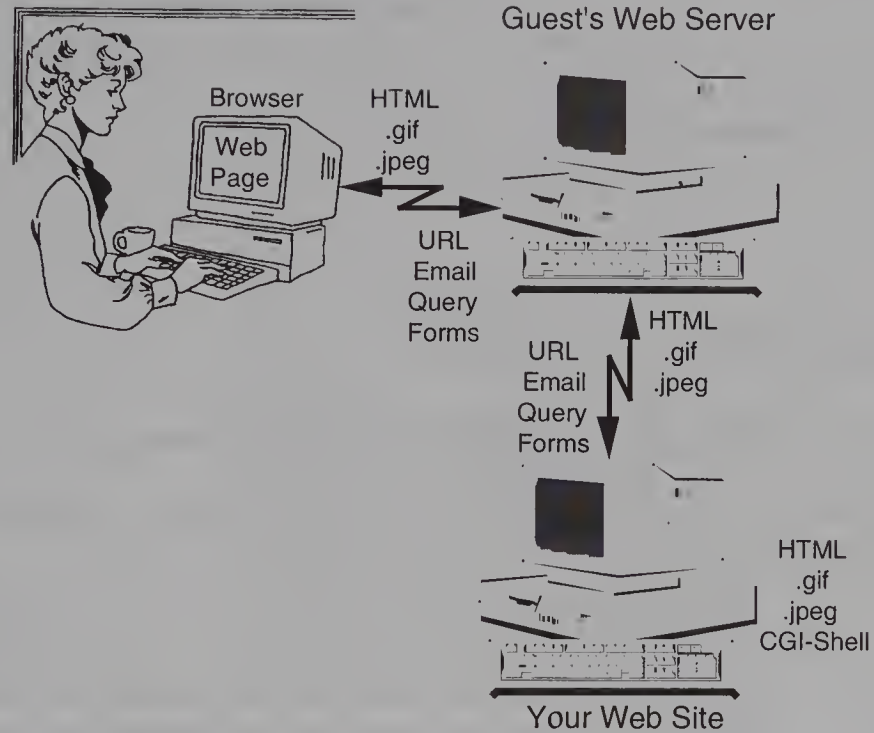 Guest's Web Server
Browser
HTML
.gif
.jpeg
Web
Page
URL
Email
Query
Forms
HTML
.gif
.jpeg
URL
Email
Query
Forms
HTML
.gif
.jpeg
CGI-Shell
Your Web Site